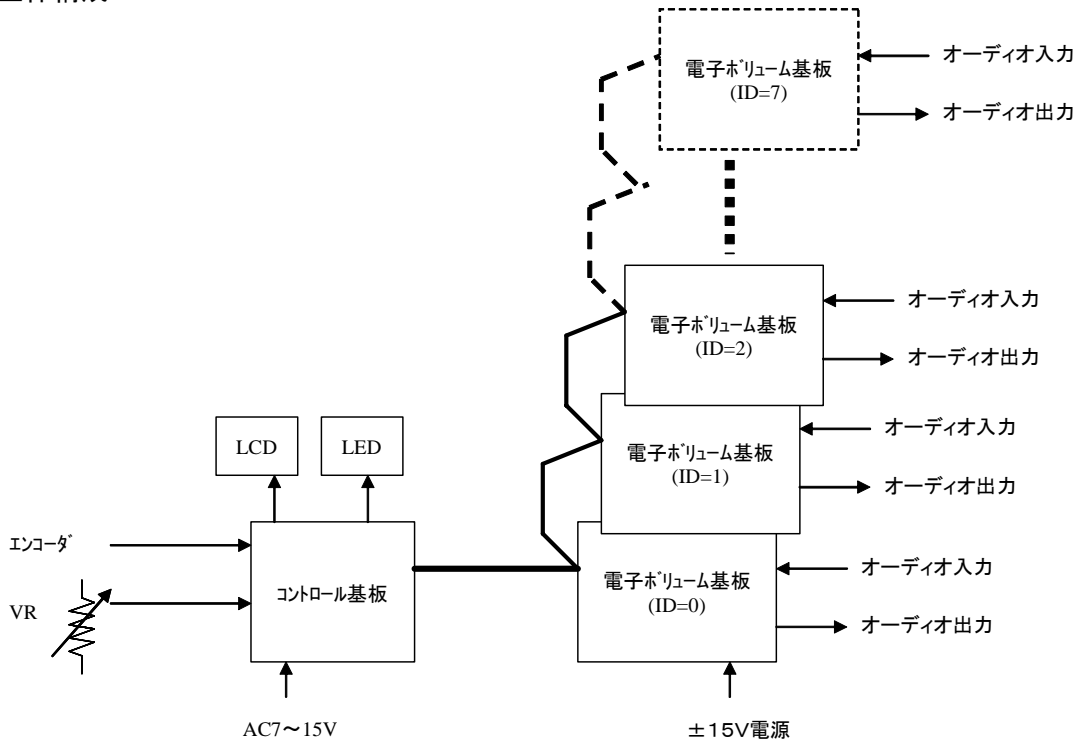 電子ﾎﾞﾘｭｰﾑ基板
(ID=7)
オーディオ入力
オーディオ出力
電子ﾎﾞﾘｭｰﾑ基板
(ID=2)
オーディオ入力
オーディオ出力
電子ﾎﾞﾘｭｰﾑ基板
(ID=1)
オーディオ入力
オーディオ出力
LCD
LED
ｴﾝｺｰﾀﾞ
VR
ｺﾝﾄﾛｰﾙ基板
電子ﾎﾞﾘｭｰﾑ基板
(ID=0)
オーディオ入力
オーディオ出力
AC7～15V
±15V電源